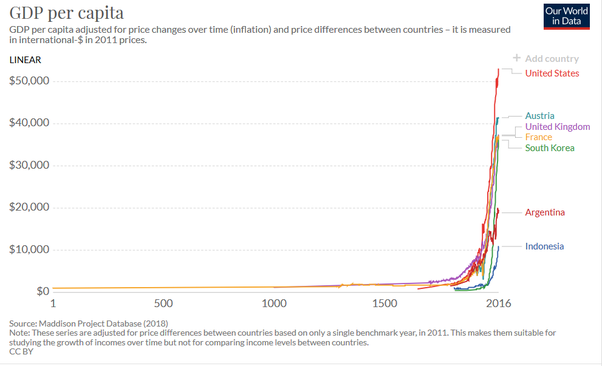 GDP per capita
GDP per capita adjusted for price changes over time (inflation) and price differences between countries – it is measured
in international-$ in 2011 prices.
Our World
in Data
LINEAR
+ Add country
$50,000
$40,000
$30,000
$20,000
$10,000
$0
United States
Austria
United Kingdom
France
South Korea
Argentina
Indonesia
1
500
1000
1500
2016
Source: Maddison Project Database (2018)
Note: These series are adjusted for price differences between countries based on only a single benchmark year, in 2011. This makes them suitable for
studying the growth of incomes over time but not for comparing income levels between countries.
CC BY